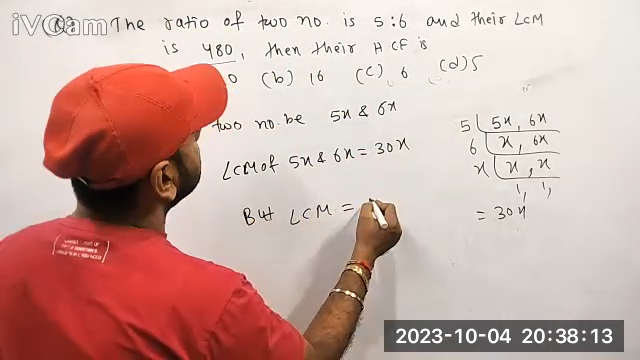 iVCam
The ratio of two no. is 5:6 and their LCM
is 480, then their H.C.F is
0 (b) 16 (c) 6 (d) 5
two no. be 5x & 6x
LCM of 5x & 6x = 30x
But LCM =
5 | 5x, 6x
6 | x, 6x
x | x, x
1, 1,
= 30x
2023-10-04 20:38:13